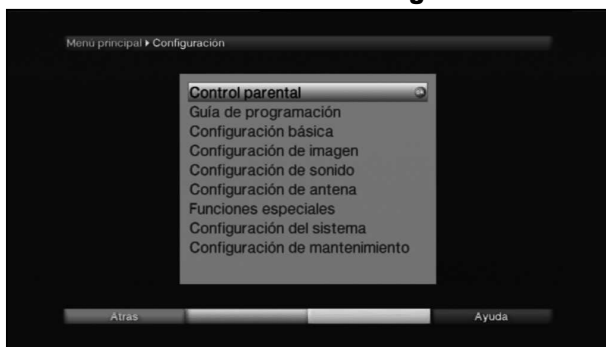 Menú principal ▸ Configuración
Control parental
Guía de programación
Configuración básica
Configuración de imagen
Configuración de sonido
Configuración de antena
Funciones especiales
Configuración del sistema
Configuración de mantenimiento
Atras
Ayuda